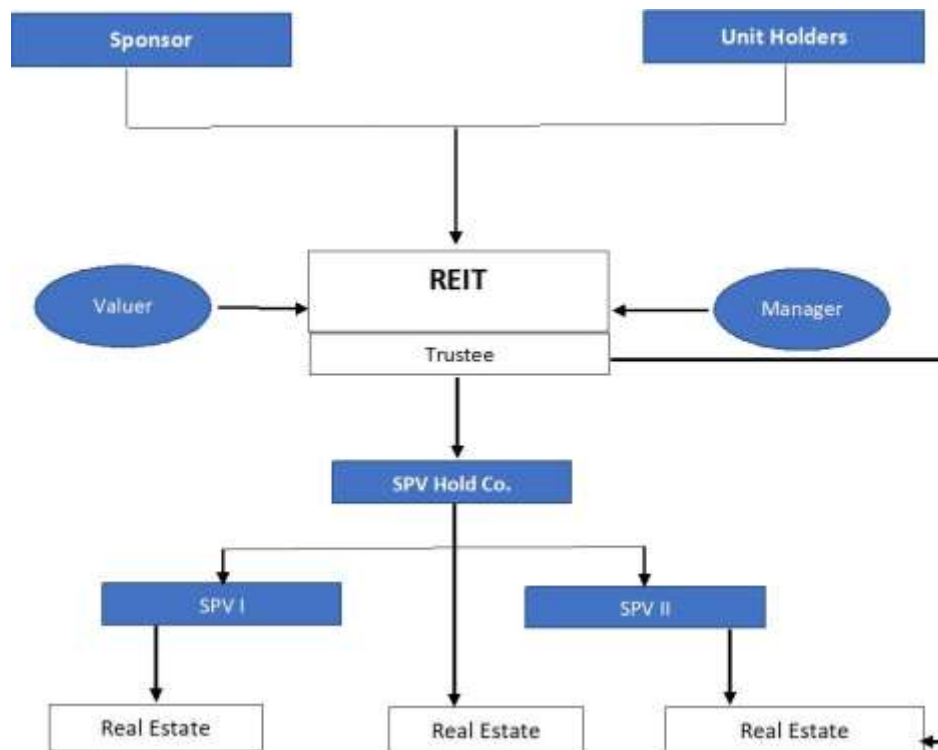 Sponsor
Unit Holders
REIT
Valuer
Manager
Trustee
SPV Hold Co.
SPV I
SPV II
Real Estate
Real Estate
Real Estate